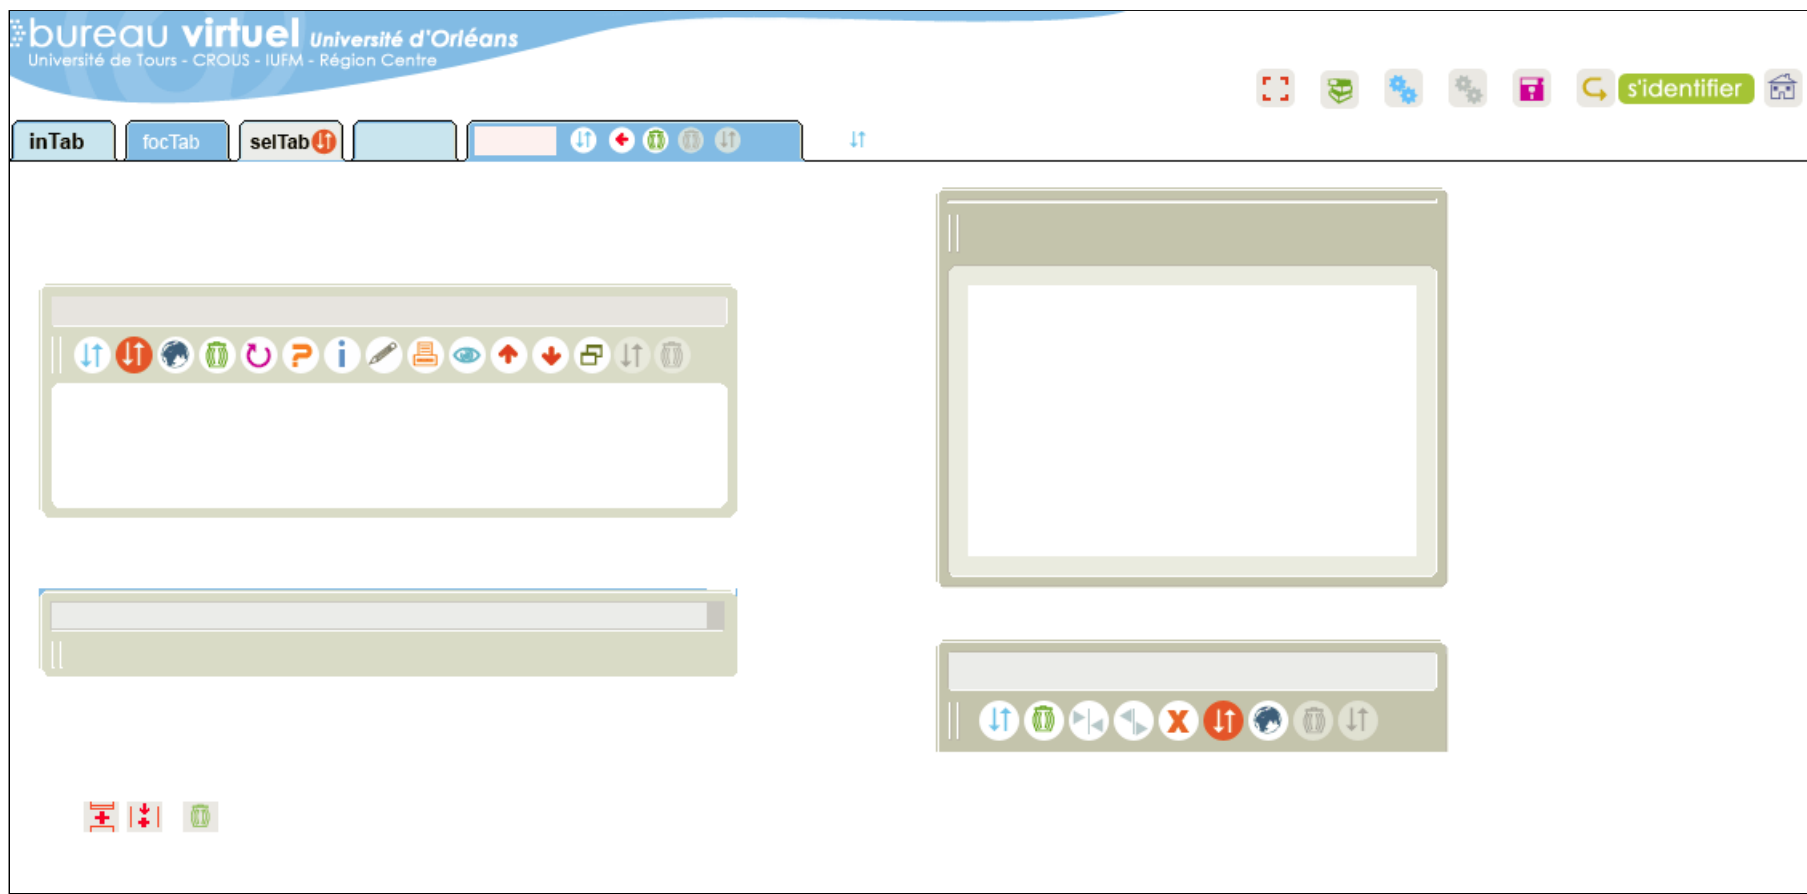 bureau virtuel Université d'Orléans
Université de Tours - CROUS - IUFM - Région Centre
s'identifier
inTab
focTab
selTab